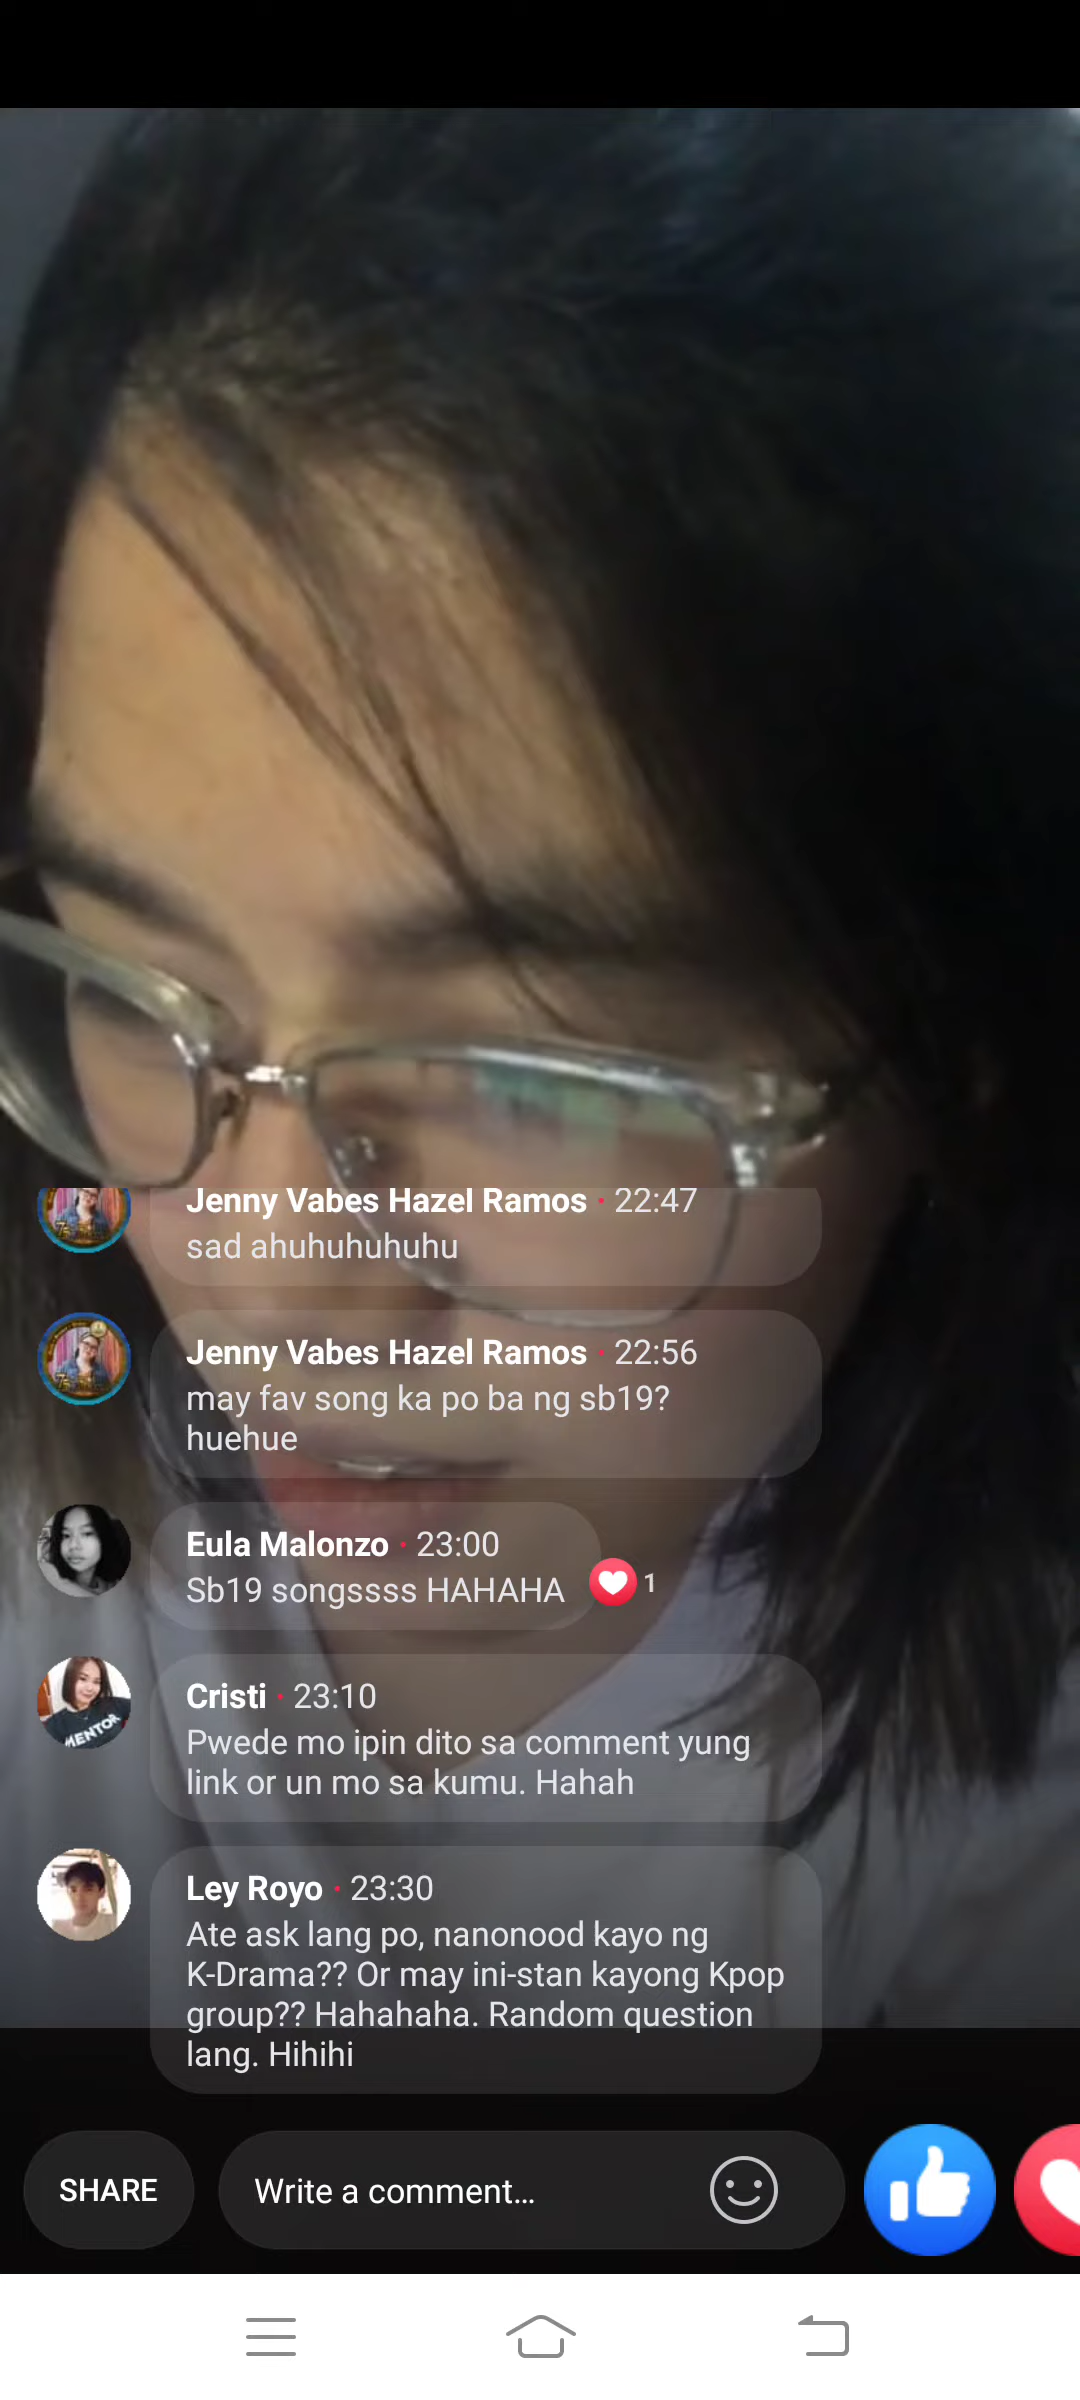 Jenny Vabes Hazel Ramos · 22:47
sad ahuhuhuhuhu
Jenny Vabes Hazel Ramos · 22:56
may fav song ka po ba ng sb19?
huehue
Eula Malonzo · 23:00
Sb19 songssss HAHAHA
1
Cristi · 23:10
Pwede mo ipin dito sa comment yung
link or un mo sa kumu. Hahah
MENTOR
Ley Royo · 23:30
Ate ask lang po, nanonood kayo ng
K-Drama?? Or may ini-stan kayong Kpop
group?? Hahahaha. Random question
lang. Hihihi
SHARE
Write a comment...